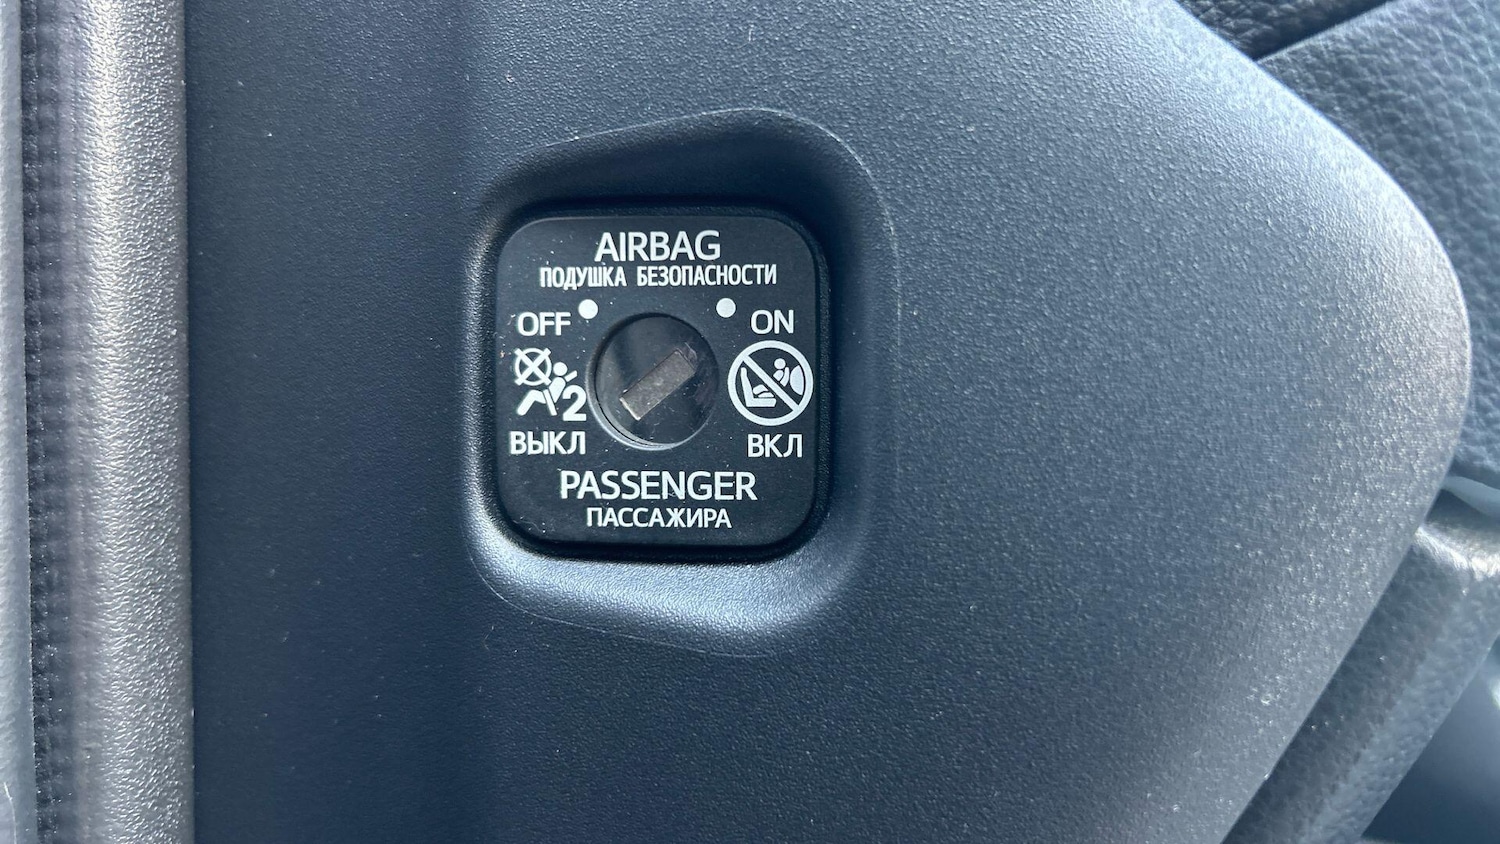 AIRBAG
ПОДУШКА БЕЗОПАСНОСТИ
OFF
ON
2
ВЫКЛ
ВКЛ
PASSENGER
ПАССАЖИРА